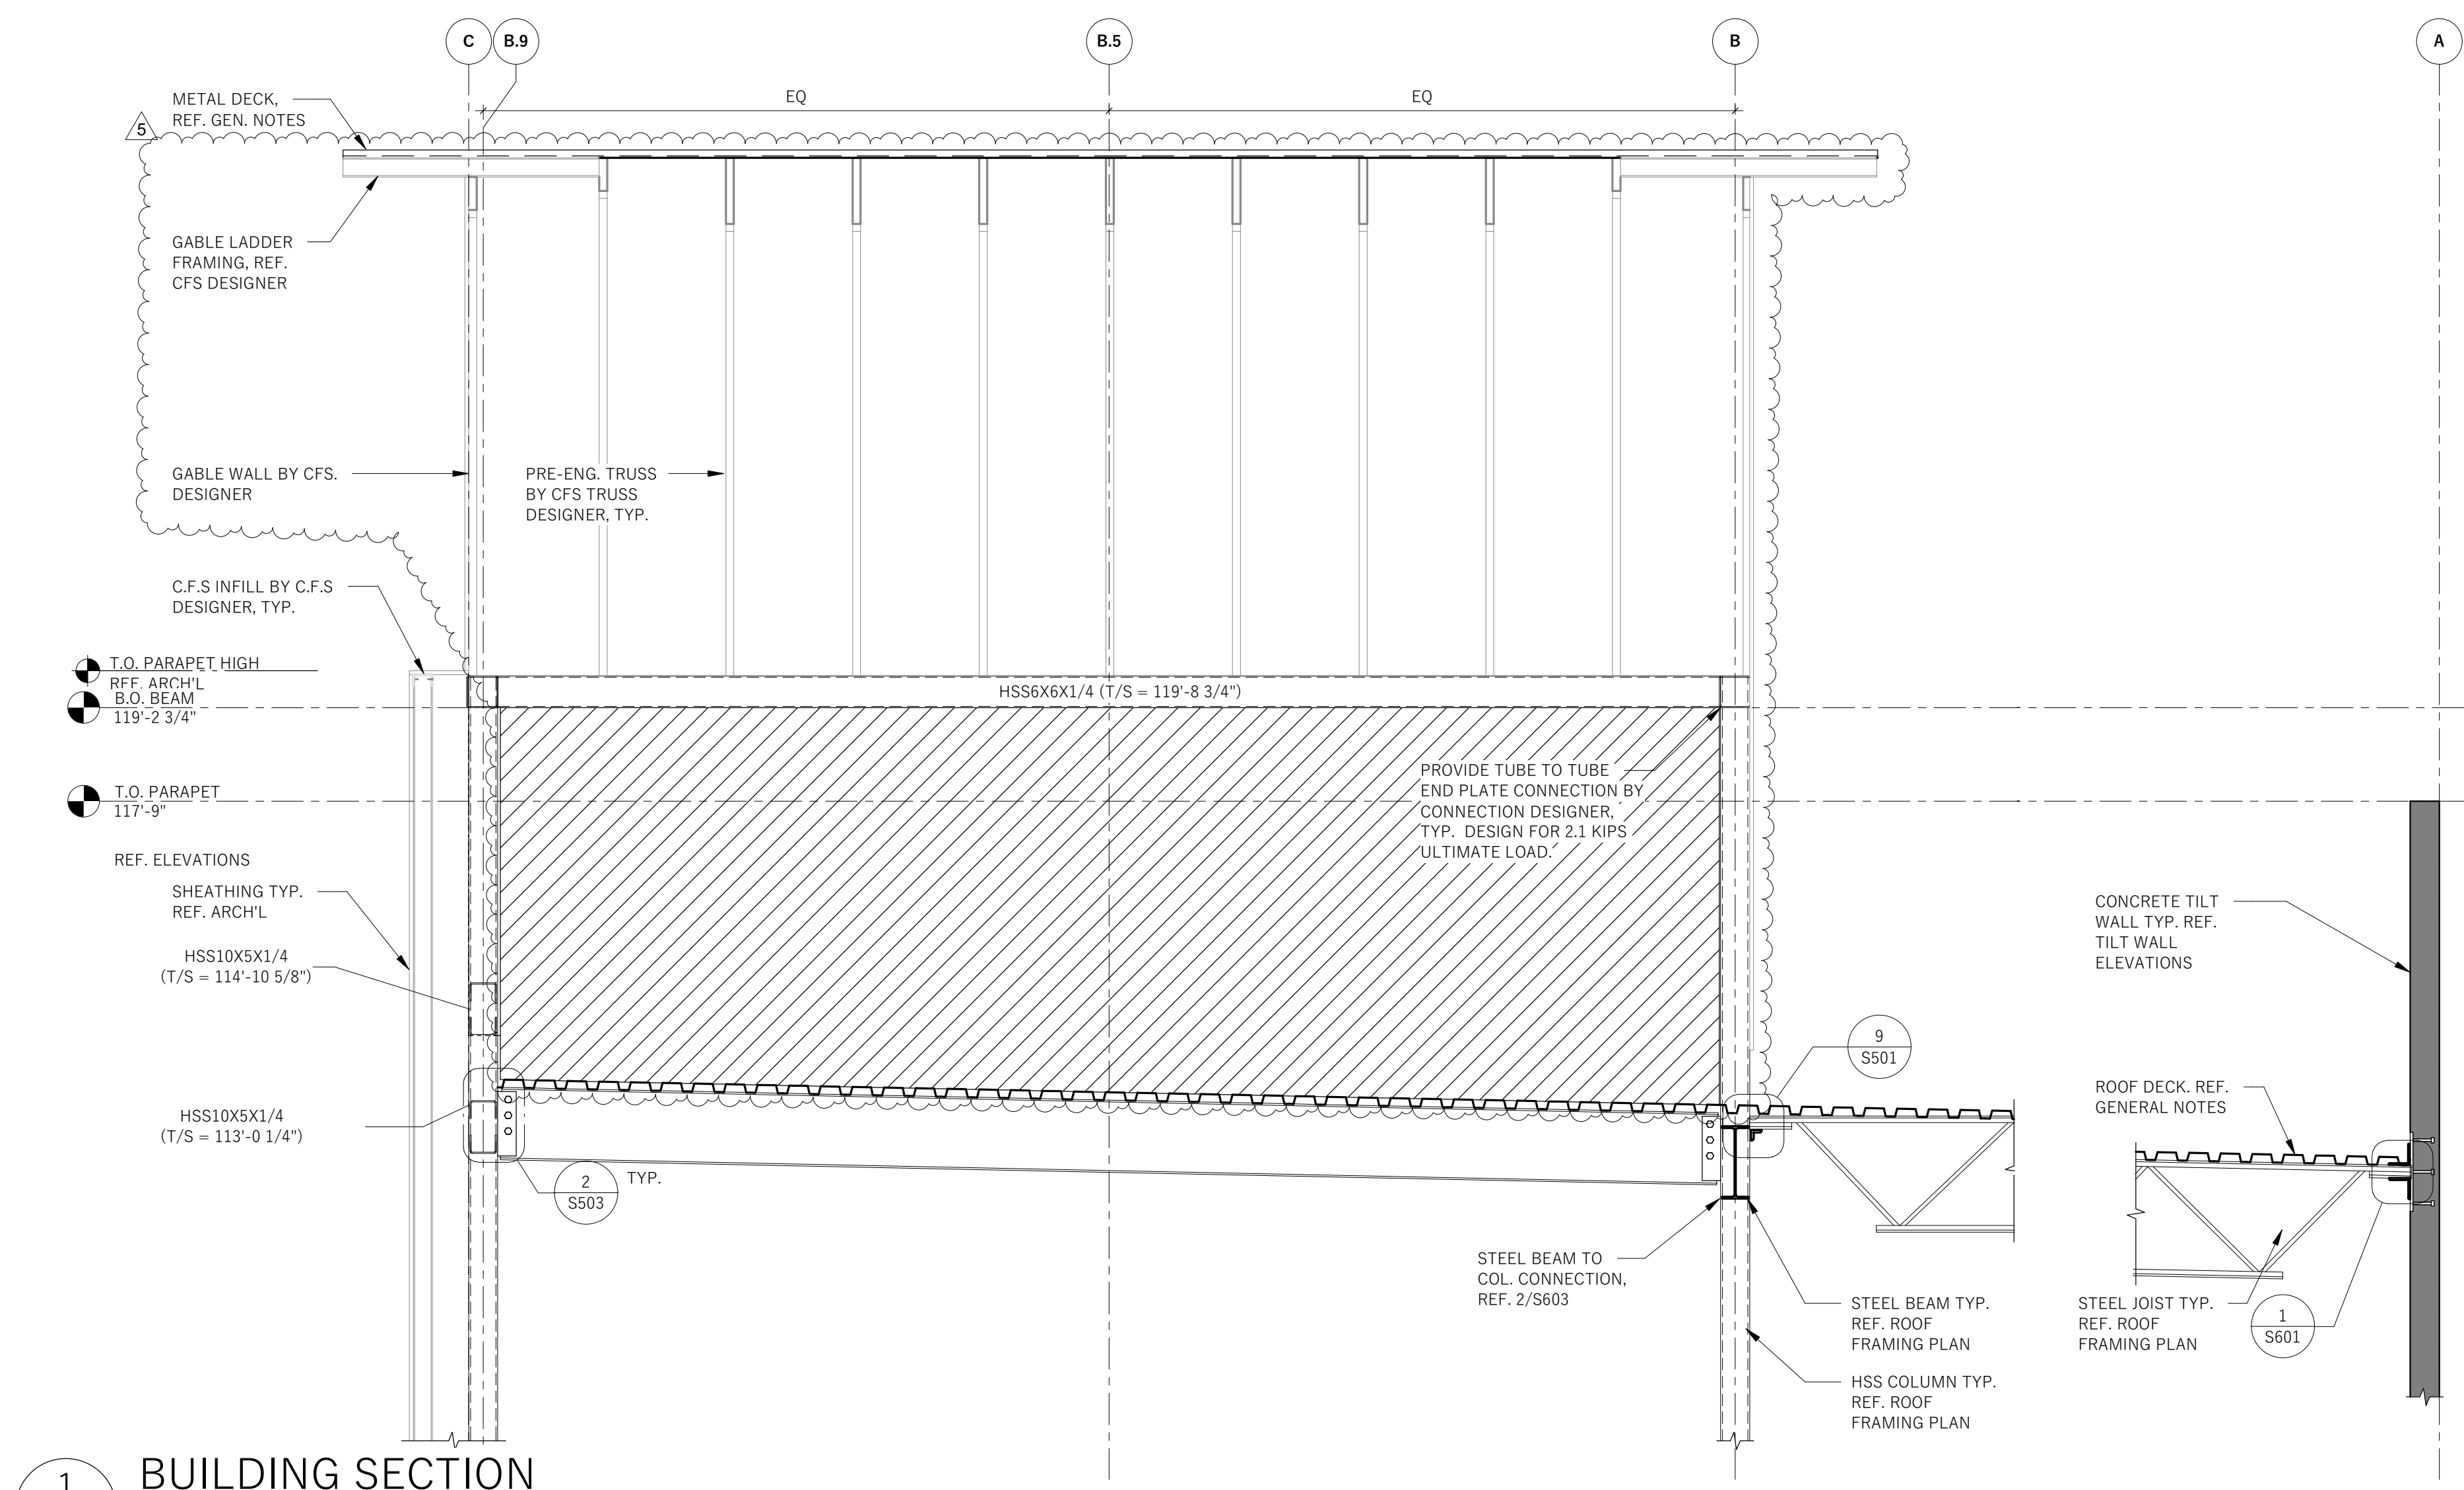 C
B.9
B.5
B
A
EQ
EQ
5
METAL DECK,
REF. GEN. NOTES
GABLE LADDER
FRAMING, REF.
CFS DESIGNER
GABLE WALL BY CFS.
DESIGNER
PRE-ENG. TRUSS
BY CFS TRUSS
DESIGNER, TYP.
C.F.S INFILL BY C.F.S
DESIGNER, TYP.
T.O. PARAPET HIGH
REF. ARCH'L
B.O. BEAM
119'-2 3/4"
HSS6X6X1/4 (T/S = 119'-8 3/4")
T.O. PARAPET
117'-9"
PROVIDE TUBE TO TUBE
END PLATE CONNECTION BY
CONNECTION DESIGNER,
TYP. DESIGN FOR 2.1 KIPS
ULTIMATE LOAD.
REF. ELEVATIONS
SHEATHING TYP.
REF. ARCH'L
HSS10X5X1/4
(T/S = 114'-10 5/8")
HSS10X5X1/4
(T/S = 113'-0 1/4")
2
S503
TYP.
CONCRETE TILT
WALL TYP. REF.
TILT WALL
ELEVATIONS
9
S501
ROOF DECK. REF.
GENERAL NOTES
STEEL BEAM TO
COL. CONNECTION,
REF. 2/S603
STEEL BEAM TYP.
REF. ROOF
FRAMING PLAN
STEEL JOIST TYP.
REF. ROOF
FRAMING PLAN
1
S601
HSS COLUMN TYP.
REF. ROOF
FRAMING PLAN
1
BUILDING SECTION